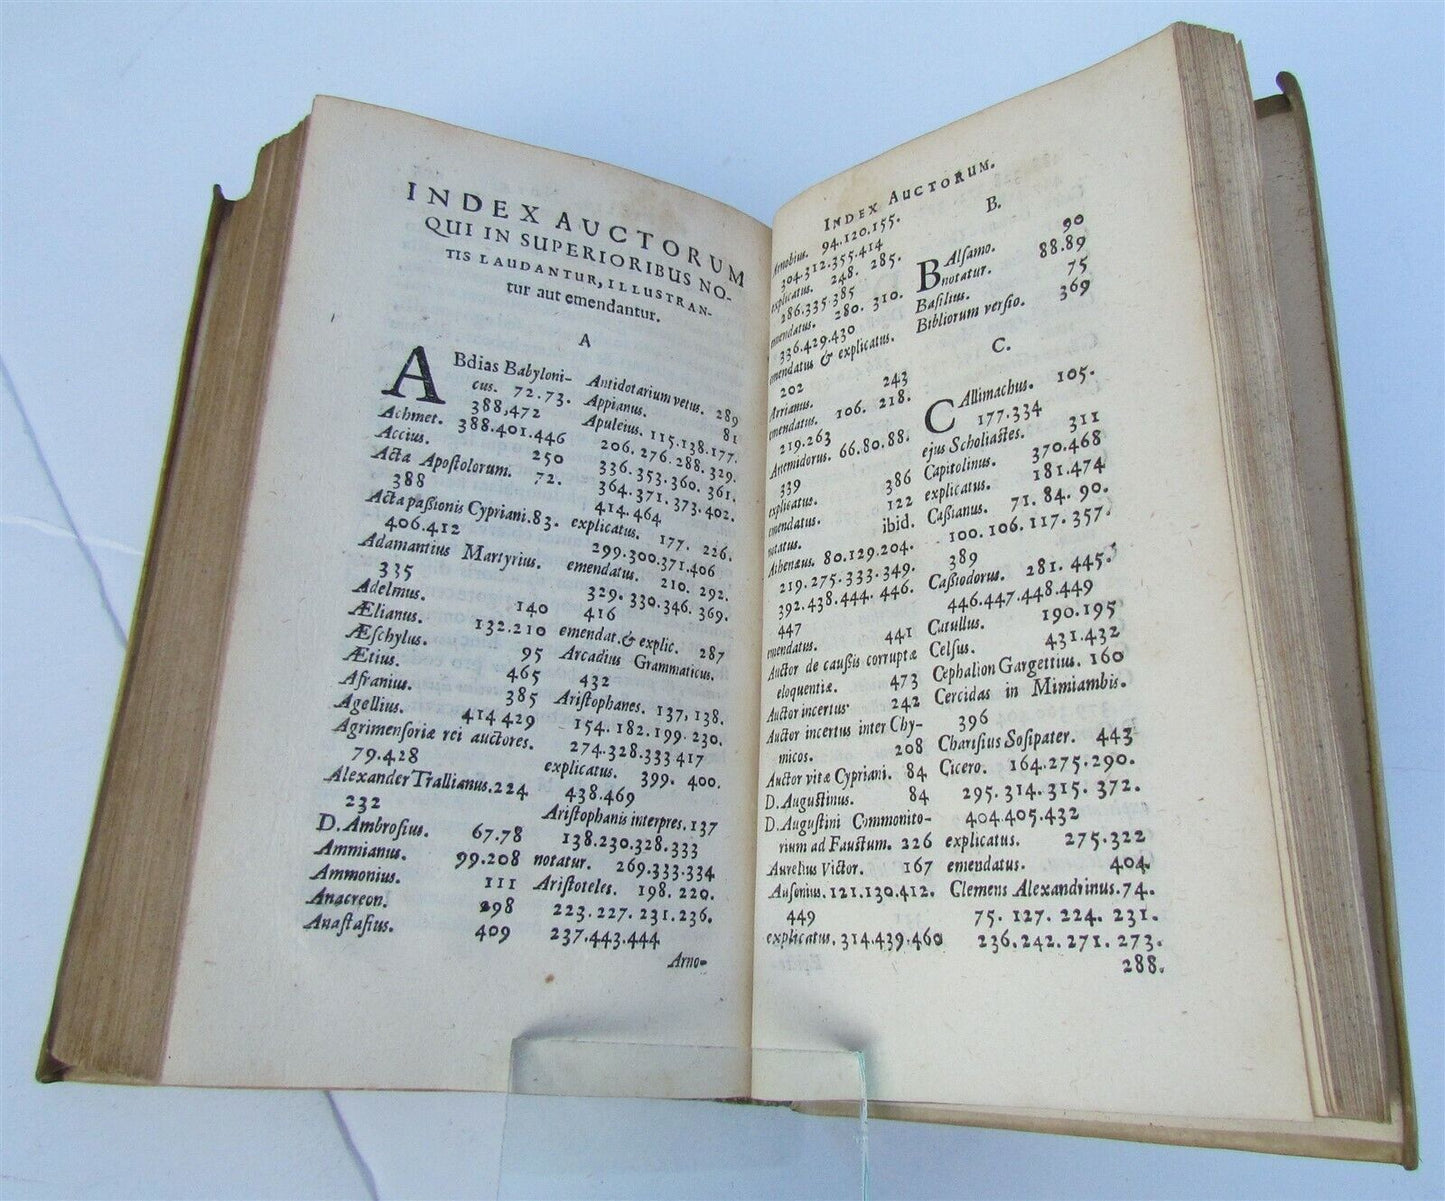 INDEX AUCTORUM
QUI IN SUPERIORIBUS NO-
TIS LAUDANTUR, ILLUSTRAN-
tur aut emendantur.
A
ABdias Babyloni-
cus. 72.73.
388,472
Achmet. 388.401.446
Accius. 250
Acta Apoſtolorum. 72.
388
Acta paßionis Cypriani. 83.
406.412
Adamantius Martyrius.
335
Adelmus. 140
Ælianus. 132.210
Æſchylus. 95
Ætius. 465
Afranius. 385
Agellius. 414 429
Agrimenſoriæ rei auctores.
79.428
Alexander Trallianus. 224
232
D. Ambroſius. 67.78
Ammianus. 99.208
Ammonius. 111
Anacreon. 298
Anaſtaſius. 409
Antidotarium vetus. 289
Appianus. 81
Apuleius. 115.138.177.
206. 276. 288. 329.
336. 353. 360. 361.
364. 371. 373. 402.
414. 464
explicatus. 177. 226.
299.300.371.406
emendatus. 210. 292.
329. 330. 346. 369.
416
emendat. & explic. 287
Arcadius Grammaticus.
432
Ariſtophanes. 137, 138.
154. 182. 199. 230.
274.328.333 417
explicatus. 399. 400.
438.469
Ariſtophanis interpres. 137
138.230.328.333
notatur. 269.333.334
Ariſtoteles. 198. 220.
223. 227. 231. 236.
237.443.444
Arno-
INDEX AUCTORUM.
Arnobius. 94.120.155.
304.312.355.414
explicatus. 248. 285.
286.335.385
emendatus. 280. 310.
336.429.430
emendatus & explicatus.
202 243
Arrianus.
emendatus. 106. 218.
219.263
Artemidorus. 66.80.88.
339 386
explicatus. 122
emendatus.
notatus. ibid.
Athenæus. 80.129.204.
219. 275. 333. 349.
392. 438. 444. 446.
447
emendatus. 441
Auctor de cauſſis corruptæ
eloquentiæ. 473
Auctor incertus. 242
Auctor incertus inter Chy-
micos. 208
Auctor vitæ Cypriani. 84
D. Auguſtinus. 84
D. Auguſtini Commonito-
rium ad Fauſtum. 226
Aurelius Victor. 167
Auſonius. 121.130.412.
449
explicatus. 314.439.460
B.
BAlſamo. 90
notatur. 88.89
Baſilius. 75
Bibliorum verſio. 369
C.
CAllimachus. 105.
177.334
ejus Scholiaſtes. 311
Capitolinus. 370.468
explicatus. 181.474
Caßianus. 71. 84. 90.
100. 106. 117. 357.
389
Caßiodorus. 281. 445.
446.447.448.449
Catullus. 190.195
Celſus. 431.432
Cephalion Gargettius. 160
Cercidas in Mimiambis.
396
Chariſius Soſipater. 443
Cicero. 164.275.290.
295. 314. 315. 372.
404.405.432
explicatus. 275.322
emendatus. 404.
Clemens Alexandrinus. 74.
75. 127. 224. 231.
236. 242. 271. 273.
288.